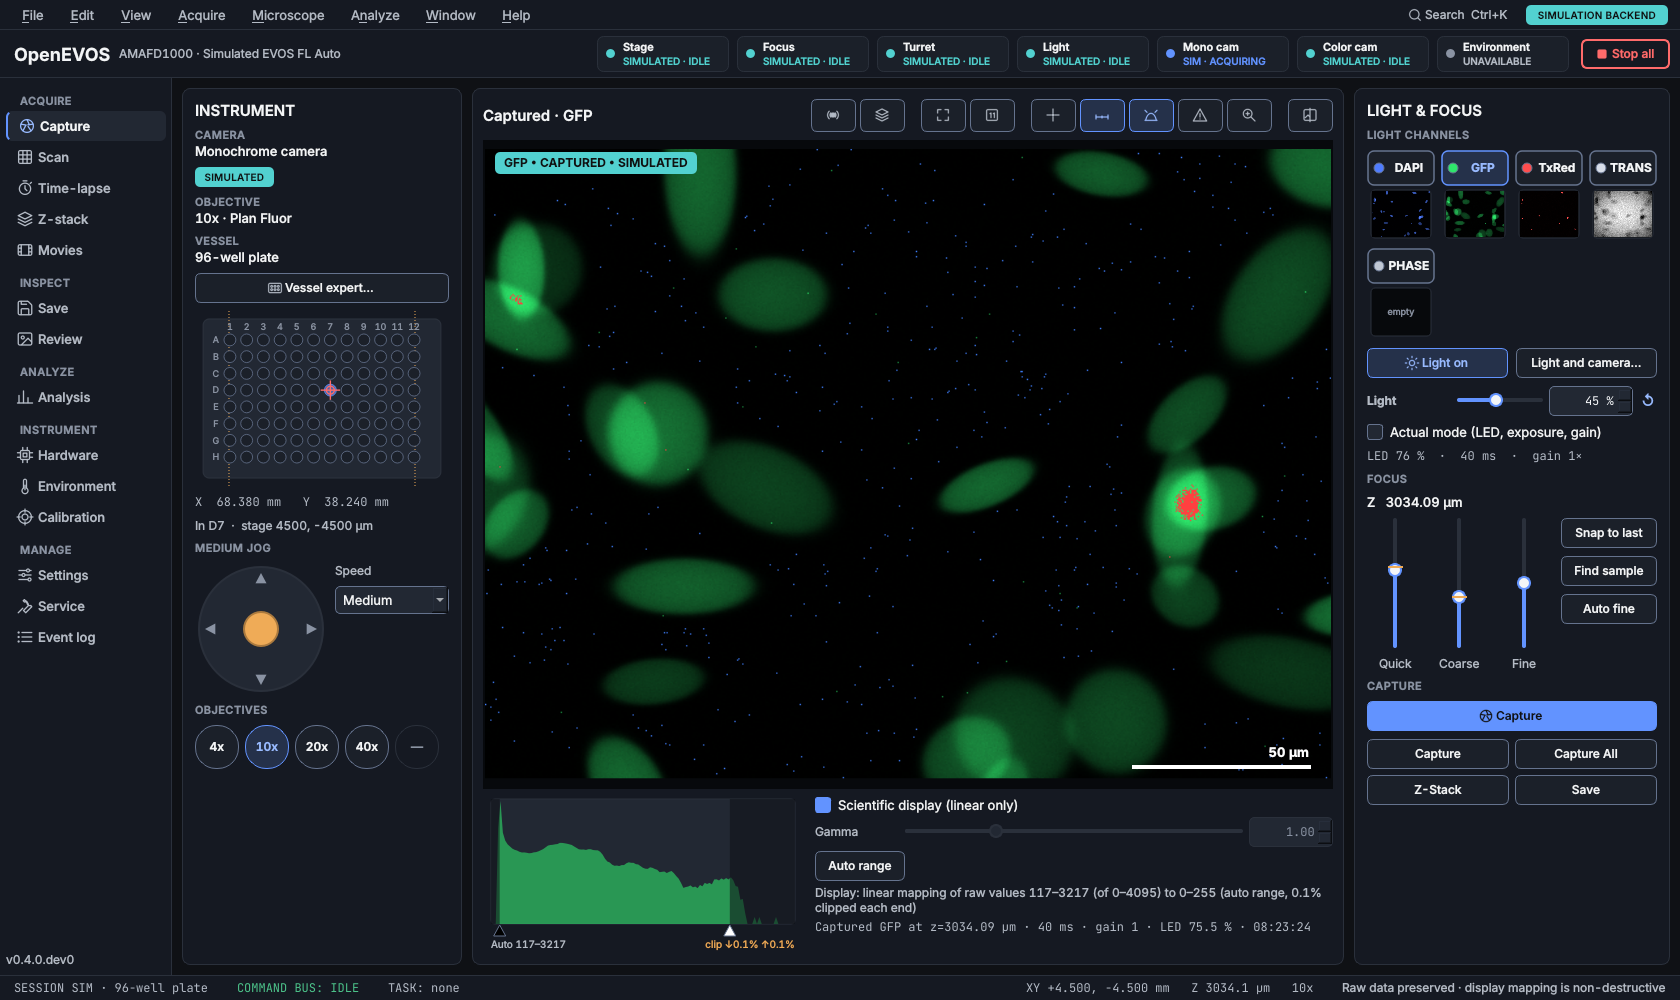 File Edit View Acquire Microscope Analyze Window Help
Search Ctrl+K
SIMULATION BACKEND
OpenEVOS AMAFD1000 · Simulated EVOS FL Auto
Stage
SIMULATED · IDLE
Focus
SIMULATED · IDLE
Turret
SIMULATED · IDLE
Light
SIMULATED · IDLE
Mono cam
SIM · ACQUIRING
Color cam
SIMULATED · IDLE
Environment
UNAVAILABLE
Stop all
ACQUIRE
Capture
Scan
Time-lapse
Z-stack
Movies
INSPECT
Save
Review
ANALYZE
Analysis
INSTRUMENT
Hardware
Environment
Calibration
MANAGE
Settings
Service
Event log
v0.4.0.dev0
INSTRUMENT
CAMERA
Monochrome camera
SIMULATED
OBJECTIVE
10x · Plan Fluor
VESSEL
96-well plate
Vessel expert...
1 2 3 4 5 6 7 8 9 10 11 12
A
B
C
D
E
F
G
H
X 68.380 mm Y 38.240 mm
In D7 · stage 4500, -4500 µm
MEDIUM JOG
Speed
Medium
OBJECTIVES
4x 10x 20x 40x —
Captured · GFP
GFP • CAPTURED • SIMULATED
50 µm
Auto 117–3217
clip ↓0.1% ↑0.1%
Scientific display (linear only)
Gamma 1.00
Auto range
Display: linear mapping of raw values 117–3217 (of 0–4095) to 0–255 (auto range, 0.1%
clipped each end)
Captured GFP at z=3034.09 µm · 40 ms · gain 1 · LED 75.5 % · 08:23:24
LIGHT & FOCUS
LIGHT CHANNELS
DAPI GFP TxRed TRANS
PHASE
empty
Light on
Light and camera...
Light 45 %
Actual mode (LED, exposure, gain)
LED 76 % · 40 ms · gain 1×
FOCUS
Z 3034.09 µm
Snap to last
Find sample
Auto fine
Quick Coarse Fine
CAPTURE
Capture
Capture Capture All
Z-Stack Save
SESSION SIM · 96-well plate COMMAND BUS: IDLE TASK: none
XY +4.500, -4.500 mm Z 3034.1 µm 10x Raw data preserved · display mapping is non-destructive